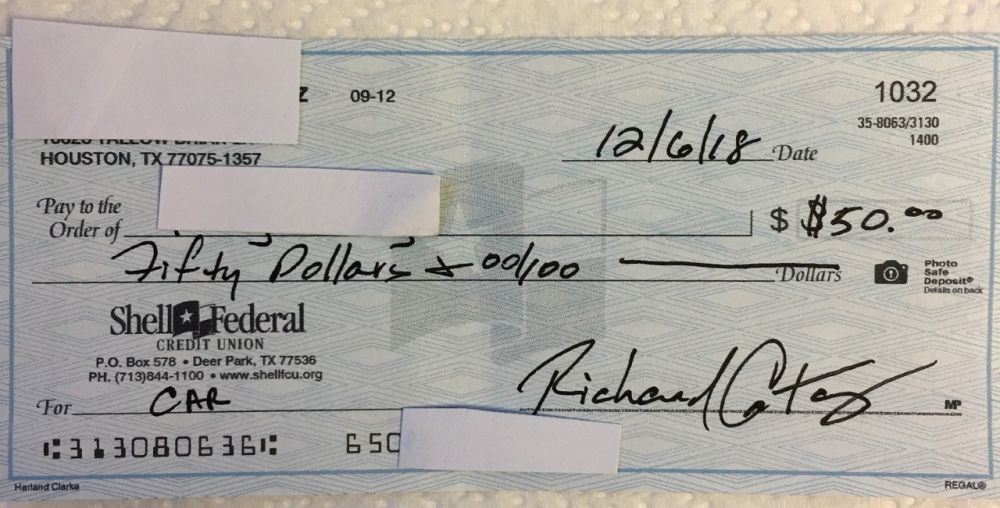 Z 09-12 1032
35-8063/3130
1400
HOUSTON, TX 77075-1357
12/6/18 Date
Pay to the
Order of $ $50.00
Fifty Dollars + 00/100 Dollars
Photo
Safe
Deposit®
Details on back
Shell Federal
CREDIT UNION
P.O. Box 578 • Deer Park, TX 77536
PH. (713)844-1100 • www.shellfcu.org
For CAR Richard MP
⑆313080636⑆ 650
Harland Clarke REGAL®